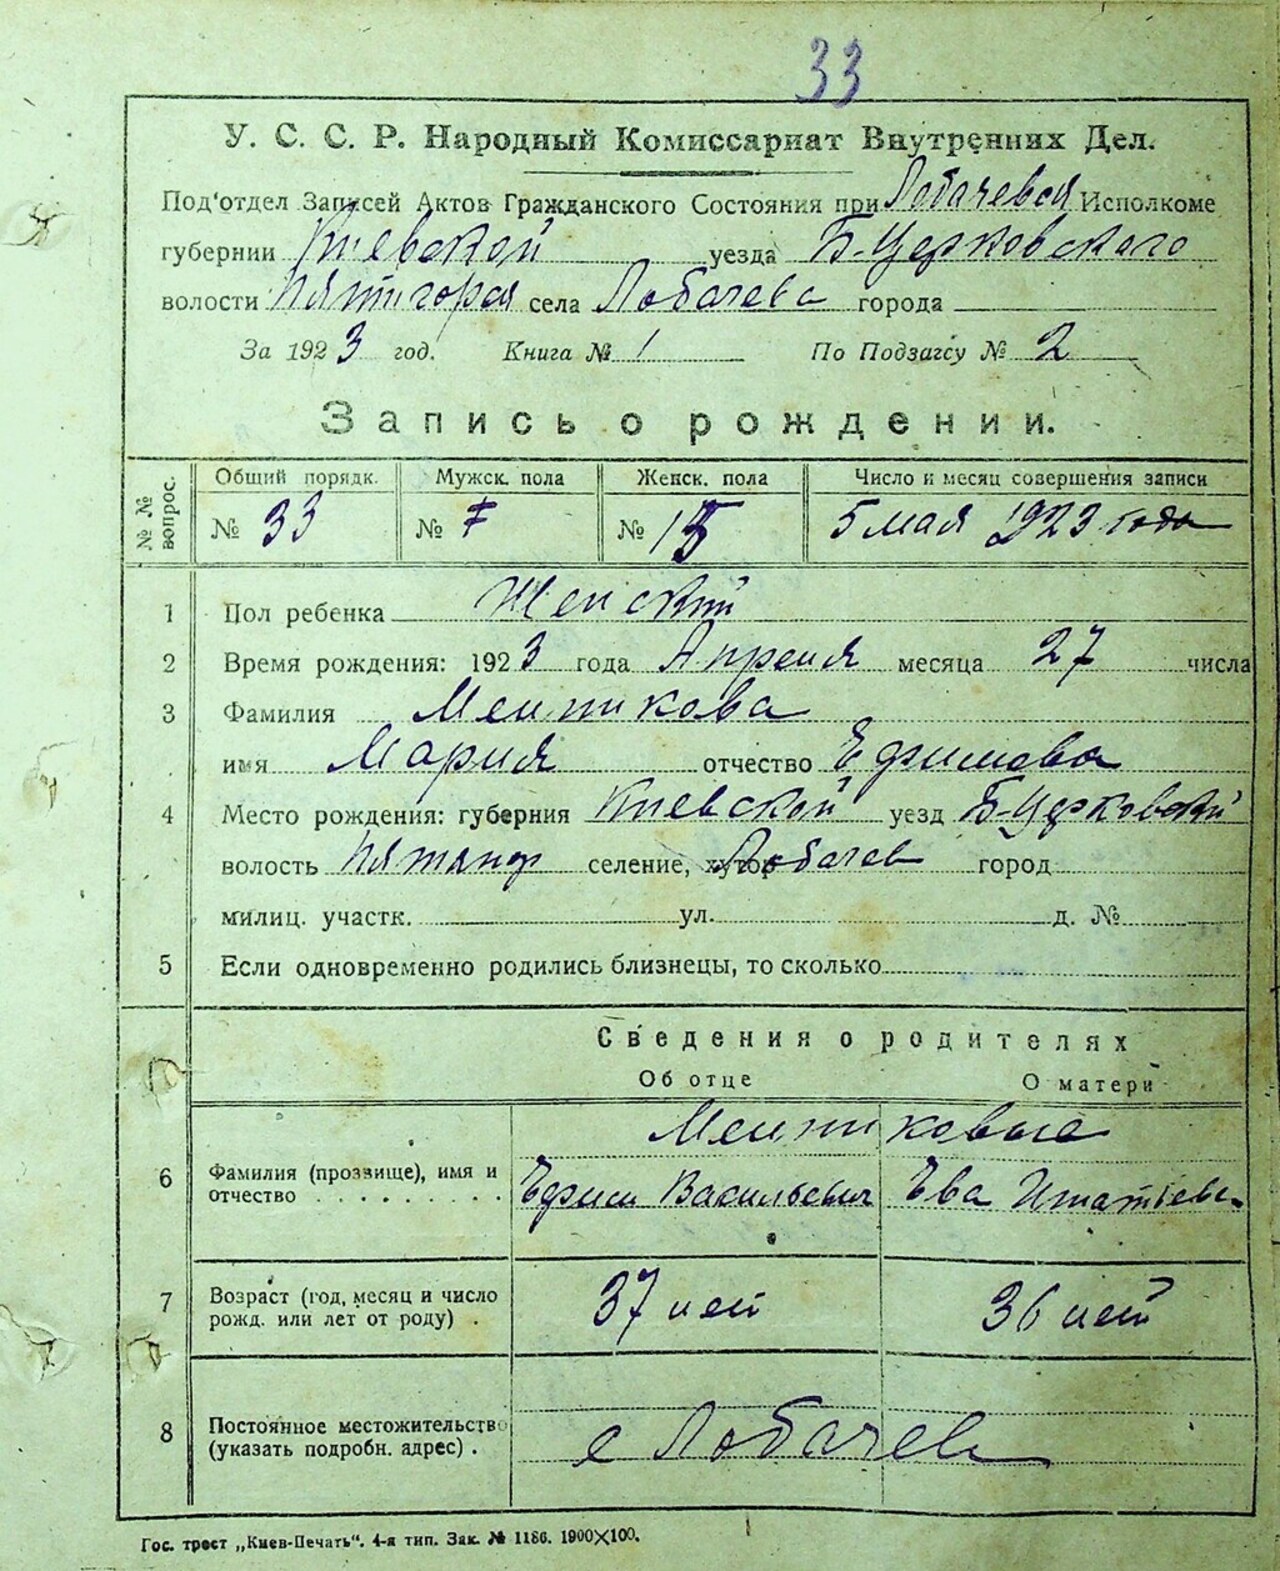 33
У. С. С. Р. Народный Комиссариат Внутренних Дел.
Под'отдел Записей Актов Гражданского Состояния при Лобачевой Исполкоме
губернии Киевской уезда Б-Церковского
волости Пятигорея села Лобачева города
За 1923 год. Книга № 1 По Подзагсу № 2
Запись о рождении.
№№ вопрос. Общий порядк. Мужск. пола Женск. пола Число и месяц совершения записи
№ 33 № № 15 5 мая 1923 года
1 Пол ребенка Женский
2 Время рождения: 1923 года Апреля месяца 27 числа
3 Фамилия
имя Мария отчество Ефимова
4 Место рождения: губерния Киевской уезд Б-Церковский
волость селение, хутор Лобачев город
милиц. участк. ул. д. №
5 Если одновременно родились близнецы, то сколько
Сведения о родителях
Об отце О матери
6 Фамилия (прозвище), имя и
отчество Ефим Васильевич Ева
7 Возраст (год, месяц и число
рожд. или лет от роду) . 37 лет 36 лет
8 Постоянное местожительство
(указать подробн. адрес) . с Лобачев
Гос. трест „Киев-Печать". 4-я тип. Зак. № 1186. 1900×100.